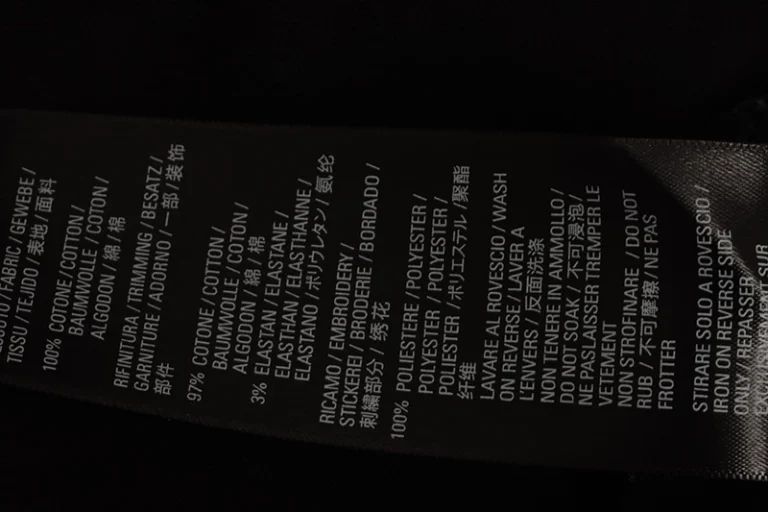 / FABRIC / GEWEBE /
TISSU / TEJIDO / 表地 / 面料
100% COTONE / COTTON /
BAUMWOLLE / COTON /
ALGODON / 綿 / 棉
RIFINITURA / TRIMMING / BESATZ /
GARNITURE / ADORNO / 一部 / 装饰
部件
97% COTONE / COTTON /
BAUMWOLLE / COTON /
ALGODON / 綿 / 棉
3% ELASTAN / ELASTANE /
ELASTHAN / ELASTHANNE /
ELASTANO / ポリウレタン / 氨纶
RICAMO / EMBROIDERY /
STICKEREI / BRODERIE / BORDADO /
刺繍部分 / 绣花
100% POLIESTERE / POLYESTER /
POLYESTER / POLYESTER /
POLIESTER / ポリエステル / 聚酯
纤维
LAVARE AL ROVESCIO / WASH
ON REVERSE / LAVER A
L'ENVERS / 反面洗涤
NON TENERE IN AMMOLLO /
DO NOT SOAK / 不可浸泡 /
NE PAS LAISSER TREMPER LE
VETEMENT
NON STROFINARE / DO NOT
RUB / 不可摩擦 / NE PAS
FROTTER
STIRARE SOLO A ROVESCIO /
IRON ON REVERSE SIDE
ONLY / REPASSER
SUR